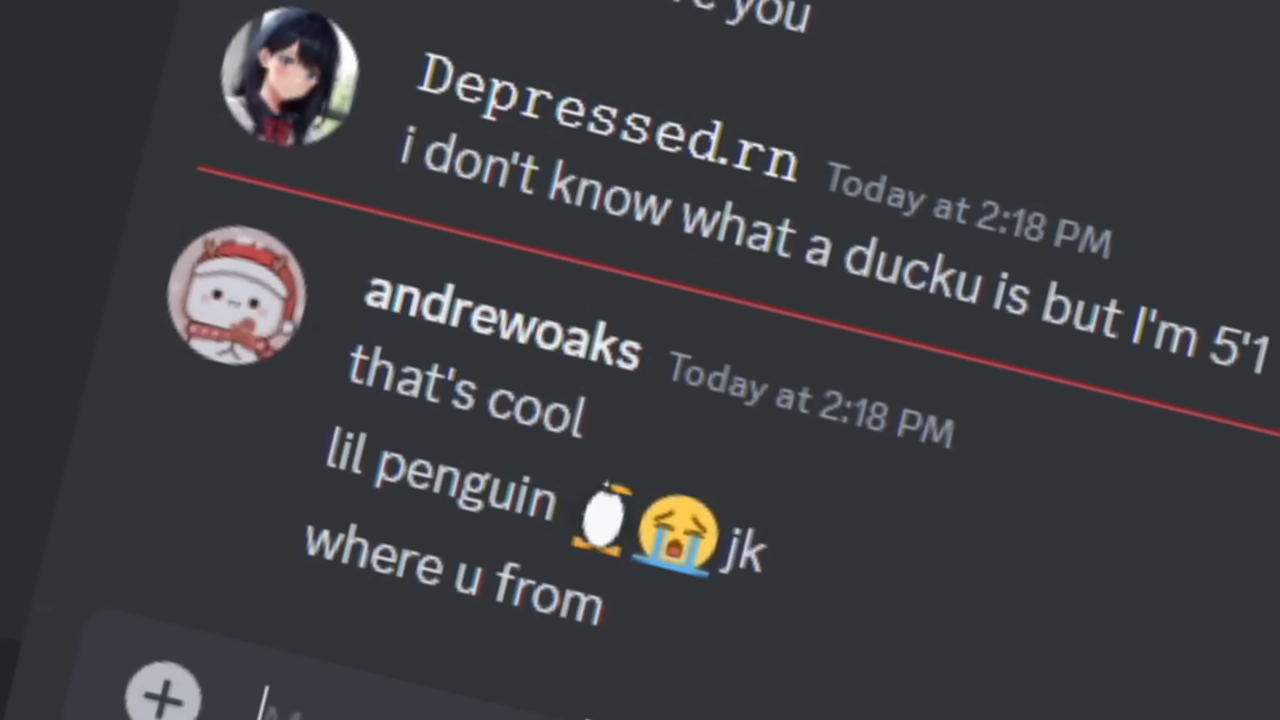 you
Depressed.rn Today at 2:18 PM
i don't know what a ducku is but I'm 5'1
andrewoaks Today at 2:18 PM
that's cool
lil penguin 🐧😭 jk
where u from